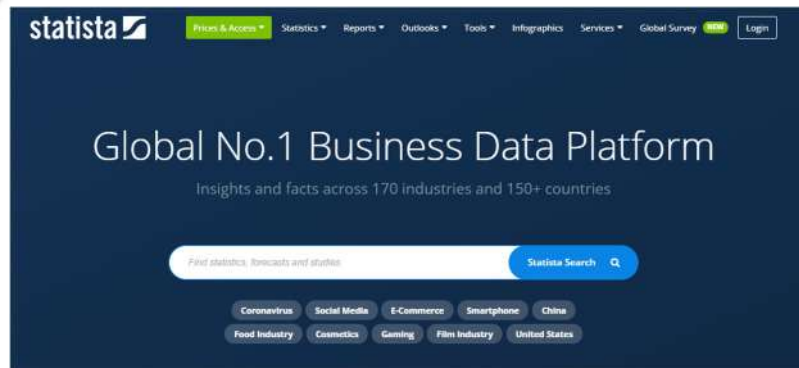 statista
Prices & Access Statistics Reports Outlooks Tools Infographics Services Global Survey NEW Login
Global No.1 Business Data Platform
Insights and facts across 170 industries and 150+ countries
Find statistics, forecasts and studies Statista Search
Coronavirus Social Media E-Commerce Smartphone China
Food Industry Cosmetics Gaming Film Industry United States